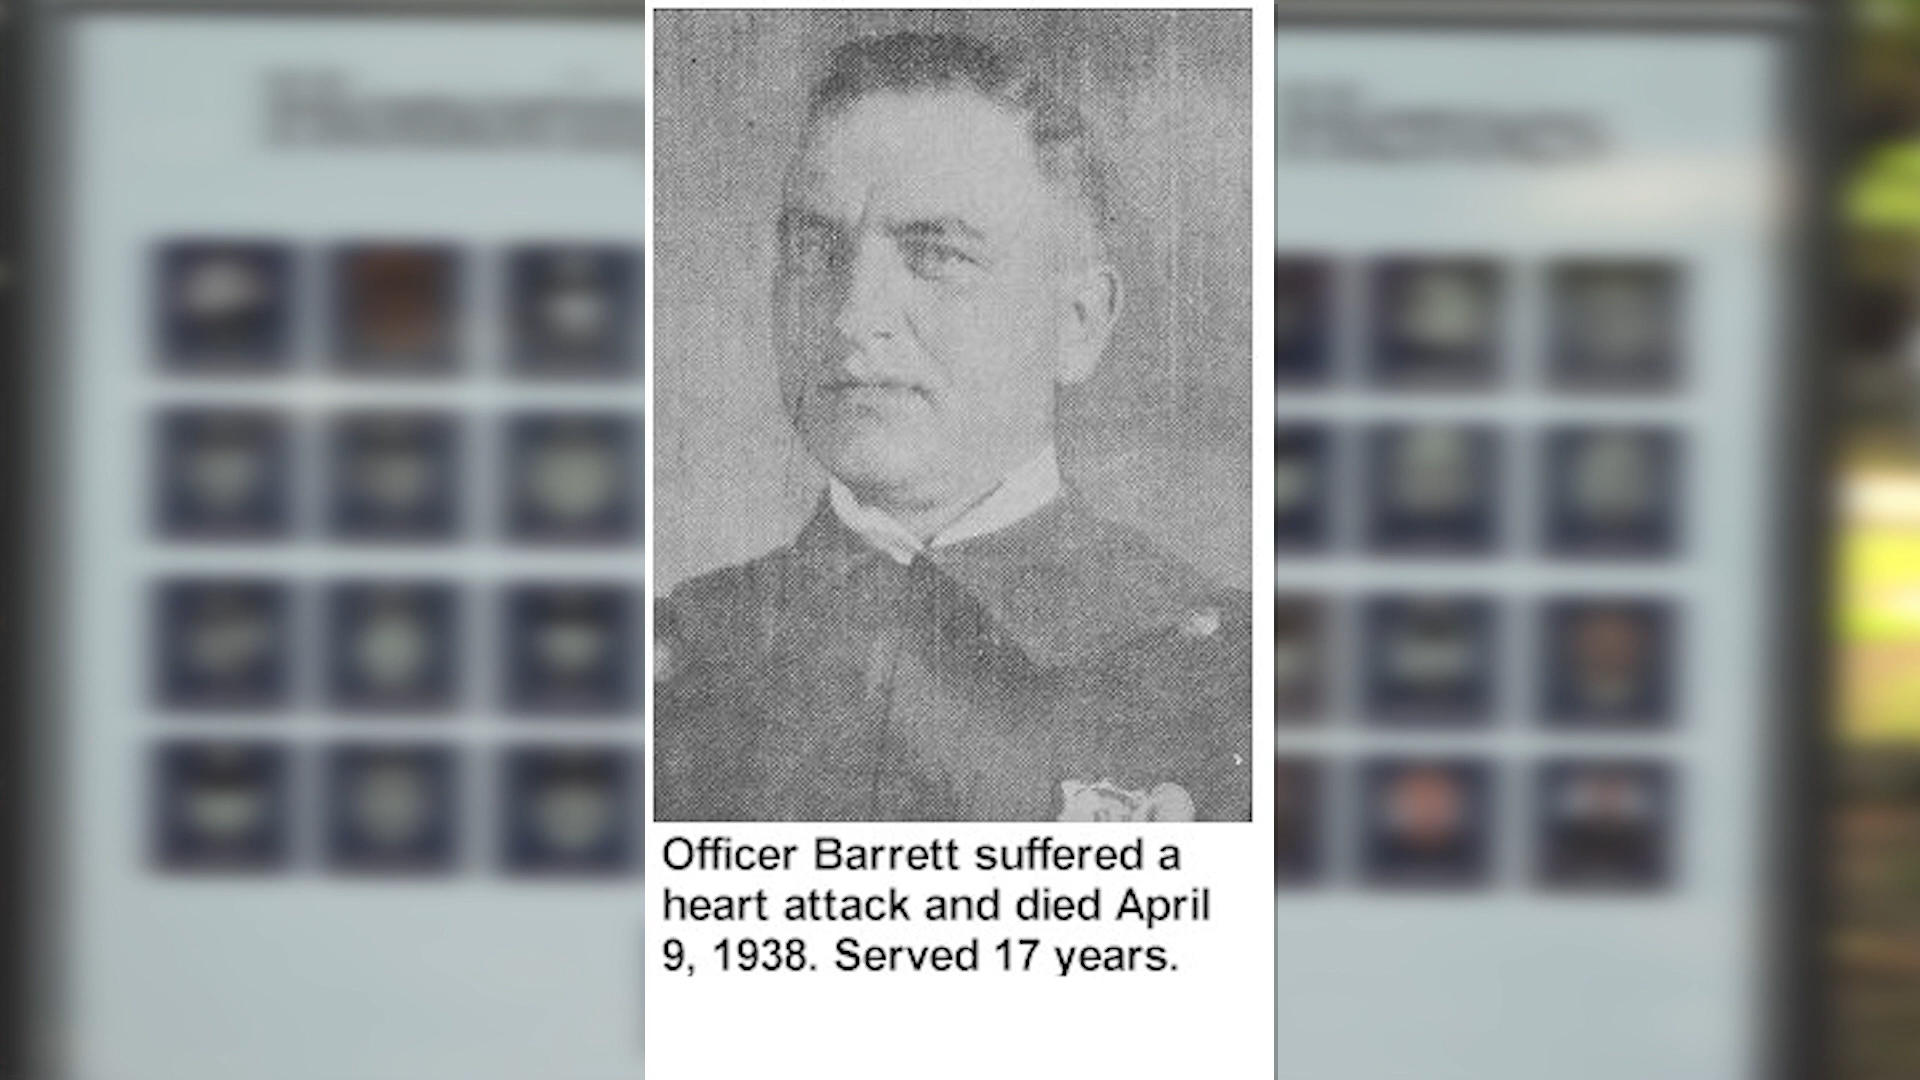 Officer Barrett suffered a
heart attack and died April
9, 1938. Served 17 years.